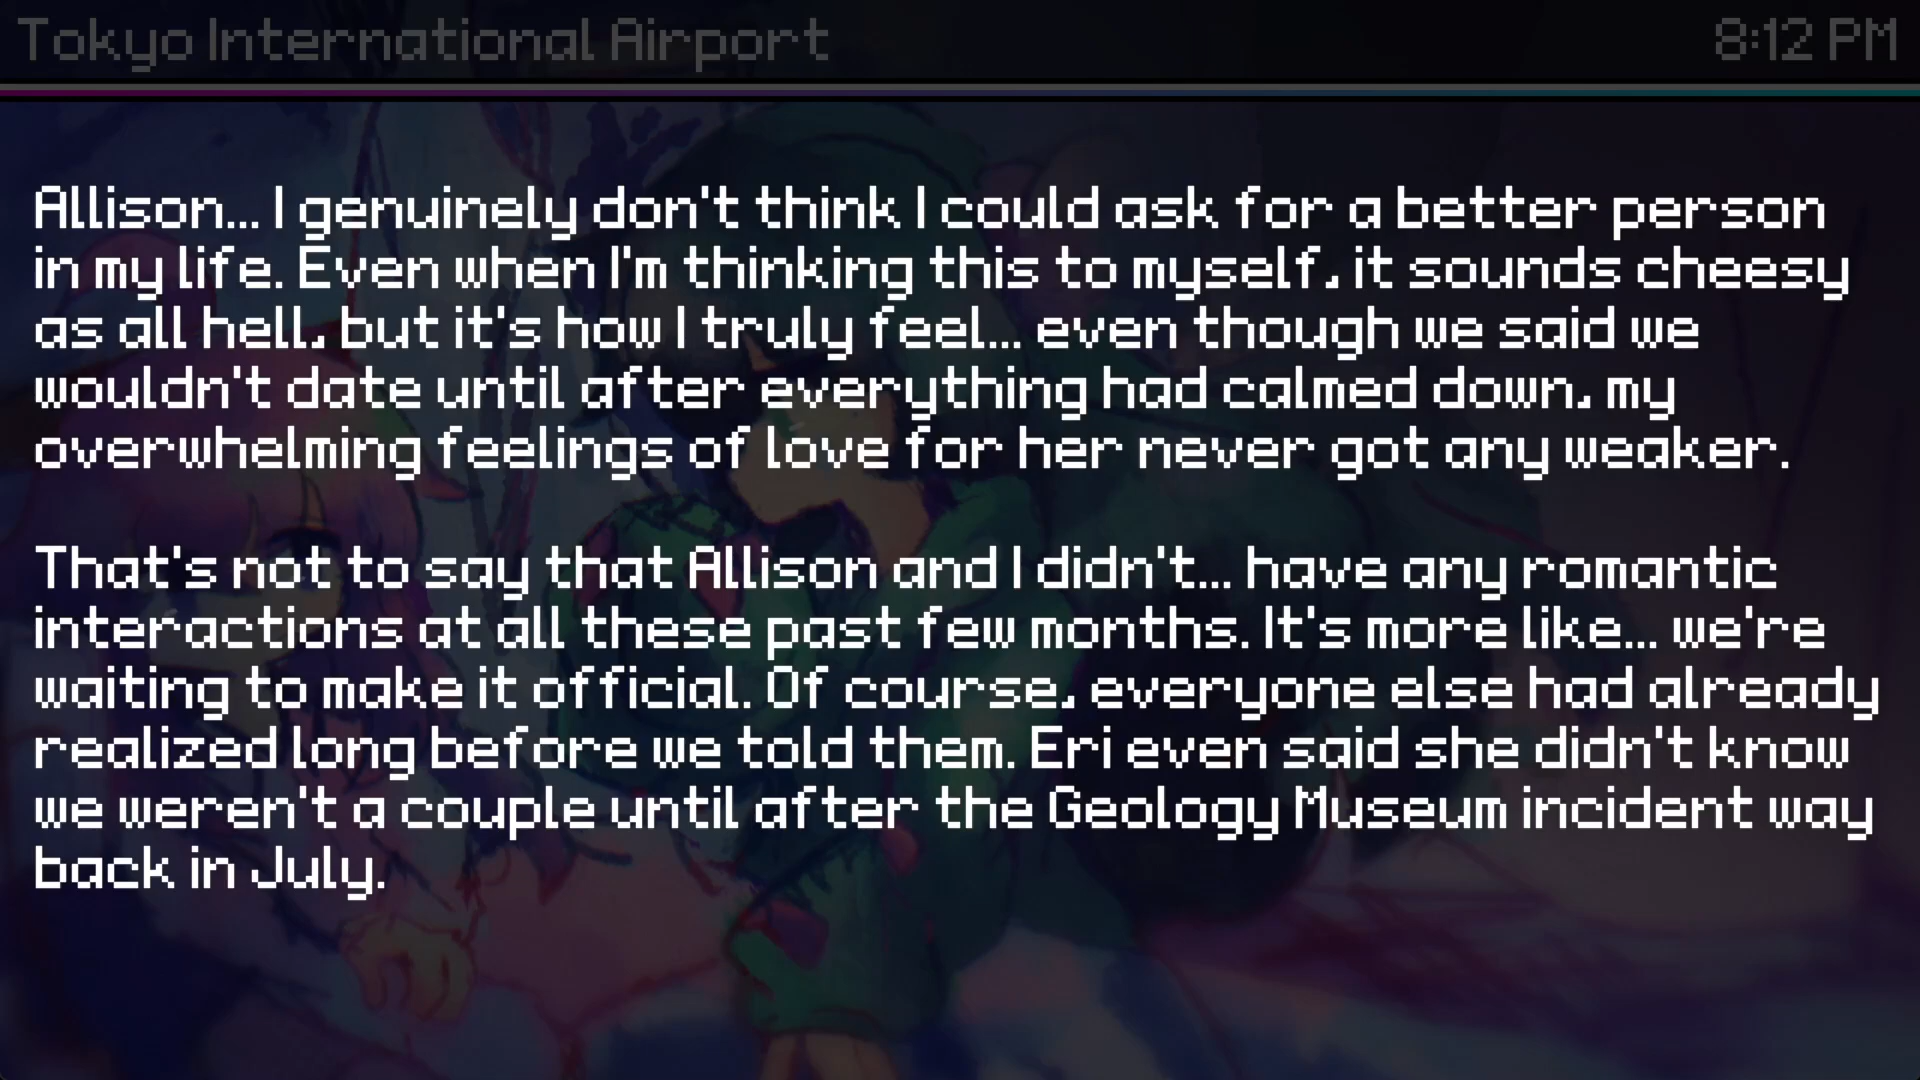 Tokyo International Airport
8:12 PM
Allison... I genuinely don't think I could ask for a better person
in my life. Even when I'm thinking this to myself, it sounds cheesy
as all hell, but it's how I truly feel... even though we said we
wouldn't date until after everything had calmed down, my
overwhelming feelings of love for her never got any weaker.
That's not to say that Allison and I didn't... have any romantic
interactions at all these past few months. It's more like... we're
waiting to make it official. Of course, everyone else had already
realized long before we told them. Eri even said she didn't know
we weren't a couple until after the Geology Museum incident way
back in July.